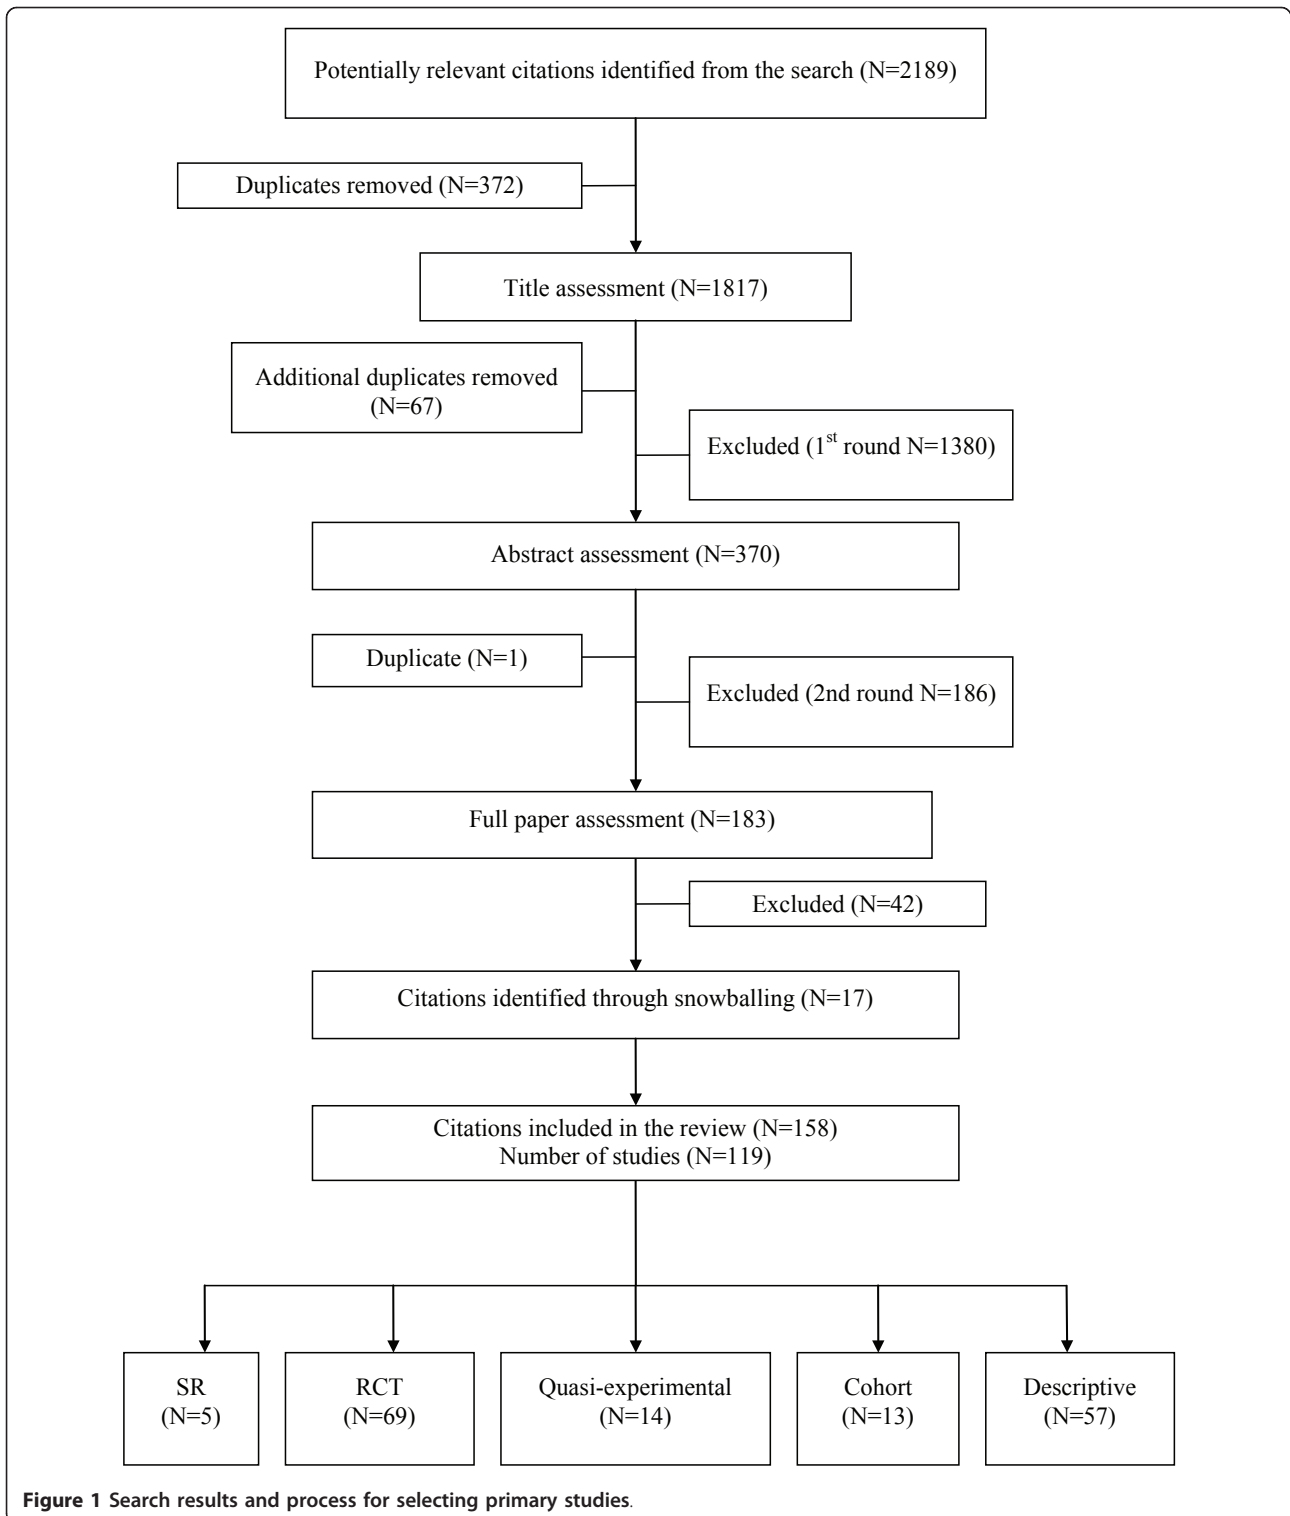 Potentially relevant citations identified from the search (N=2189)
Duplicates removed (N=372)
Title assessment (N=1817)
Additional duplicates removed
(N=67)
Excluded (1st round N=1380)
Abstract assessment (N=370)
Duplicate (N=1)
Excluded (2nd round N=186)
Full paper assessment (N=183)
Excluded (N=42)
Citations identified through snowballing (N=17)
Citations included in the review (N=158)
Number of studies (N=119)
SR
(N=5)
RCT
(N=69)
Quasi-experimental
(N=14)
Cohort
(N=13)
Descriptive
(N=57)
Figure 1 Search results and process for selecting primary studies.